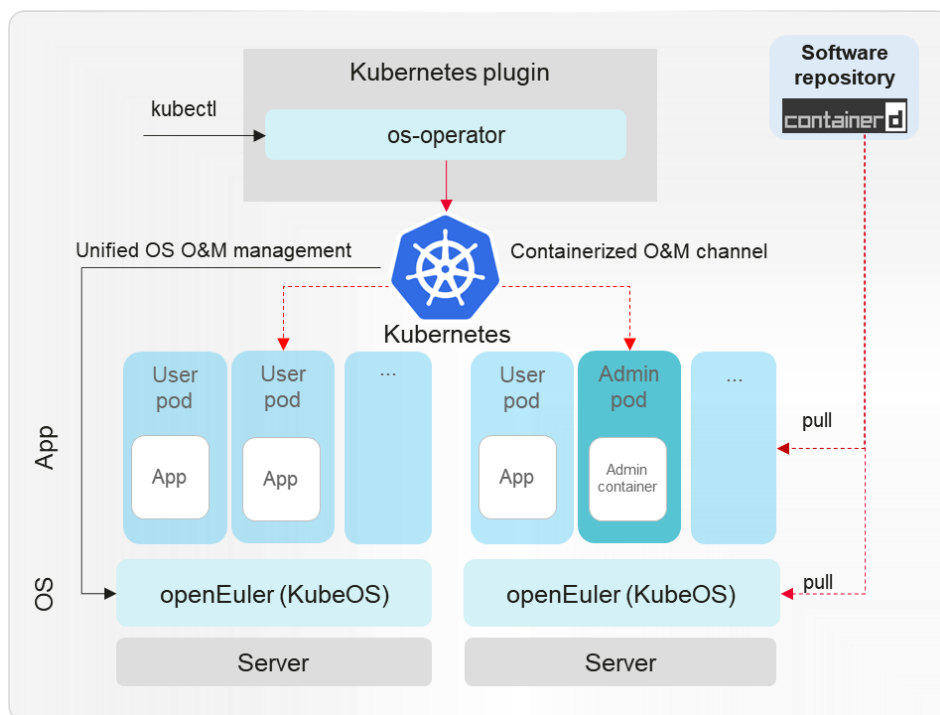 Kubernetes plugin
kubectl
os-operator
Software
repository
containerd
Unified OS O&M management
Containerized O&M channel
Kubernetes
App
User
pod
App
User
pod
App
...
User
pod
App
Admin
pod
Admin
container
...
pull
OS
openEuler (KubeOS)
openEuler (KubeOS)
pull
Server
Server